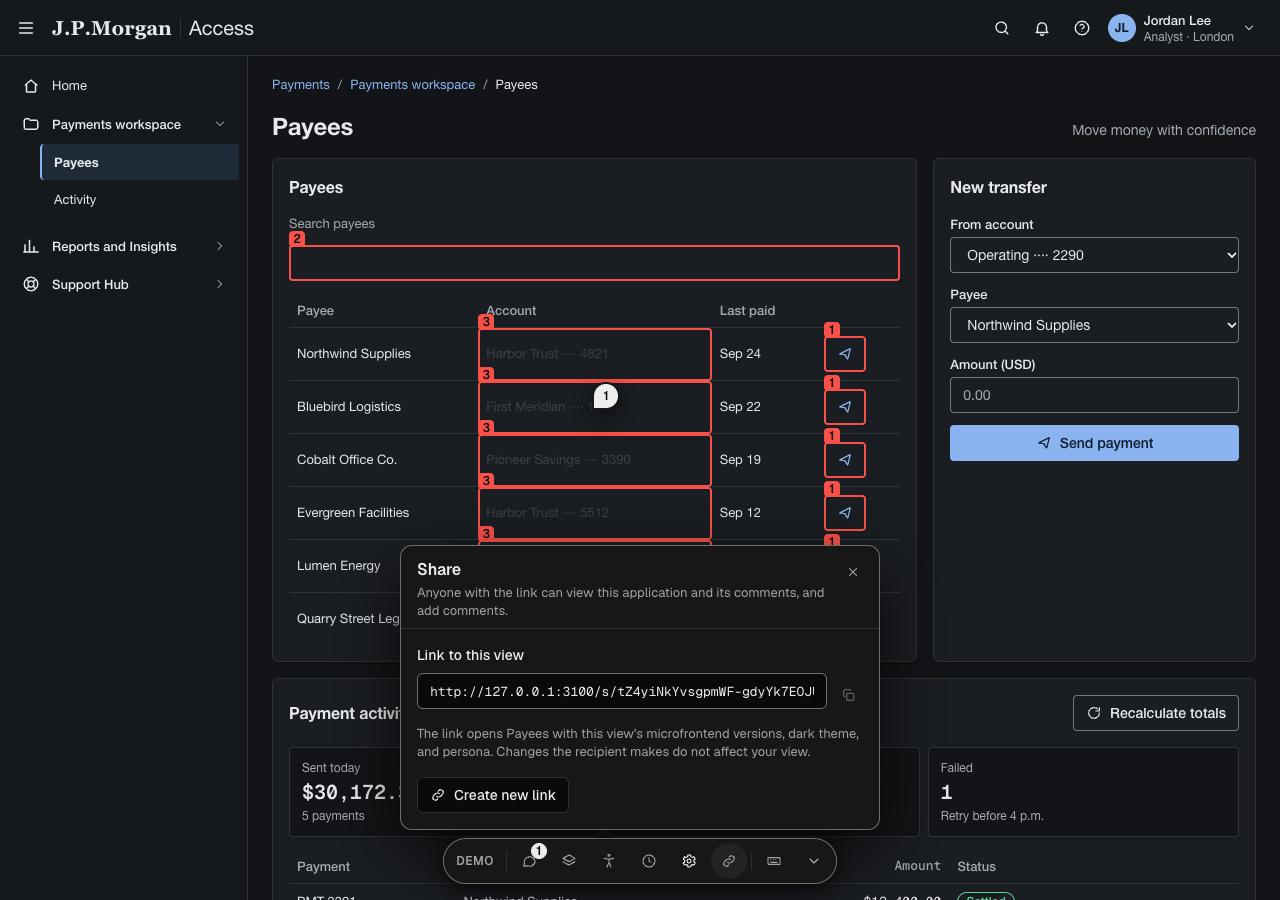 J.P.Morgan Access
JL
Jordan Lee
Analyst · London
Home
Payments workspace
Payees
Activity
Reports and Insights
Support Hub
Payments / Payments workspace / Payees
Payees
Move money with confidence
Payees
Search payees
2
Payee Account Last paid
3 1
Northwind Supplies Harbor Trust ···· 4821 Sep 24
3 1
Bluebird Logistics First Meridian ···· Sep 22
1
3 1
Cobalt Office Co. Pioneer Savings ···· 3390 Sep 19
3 1
Evergreen Facilities Harbor Trust ···· 5512 Sep 12
3 1
Lumen Energy
Quarry Street
New transfer
From account
Operating ···· 2290
Payee
Northwind Supplies
Amount (USD)
0.00
Send payment
Share
Anyone with the link can view this application and its comments, and
add comments.
Link to this view
http://127.0.0.1:3100/s/tZ4yiNkYvsgpmWF-gdyYk7EOJ
The link opens Payees with this view's microfrontend versions, dark theme,
and persona. Changes the recipient makes do not affect your view.
Create new link
Payment
Recalculate totals
Sent today
$30,172.
5 payments
Failed
1
Retry before 4 p.m.
DEMO
1
Payment Amount Status